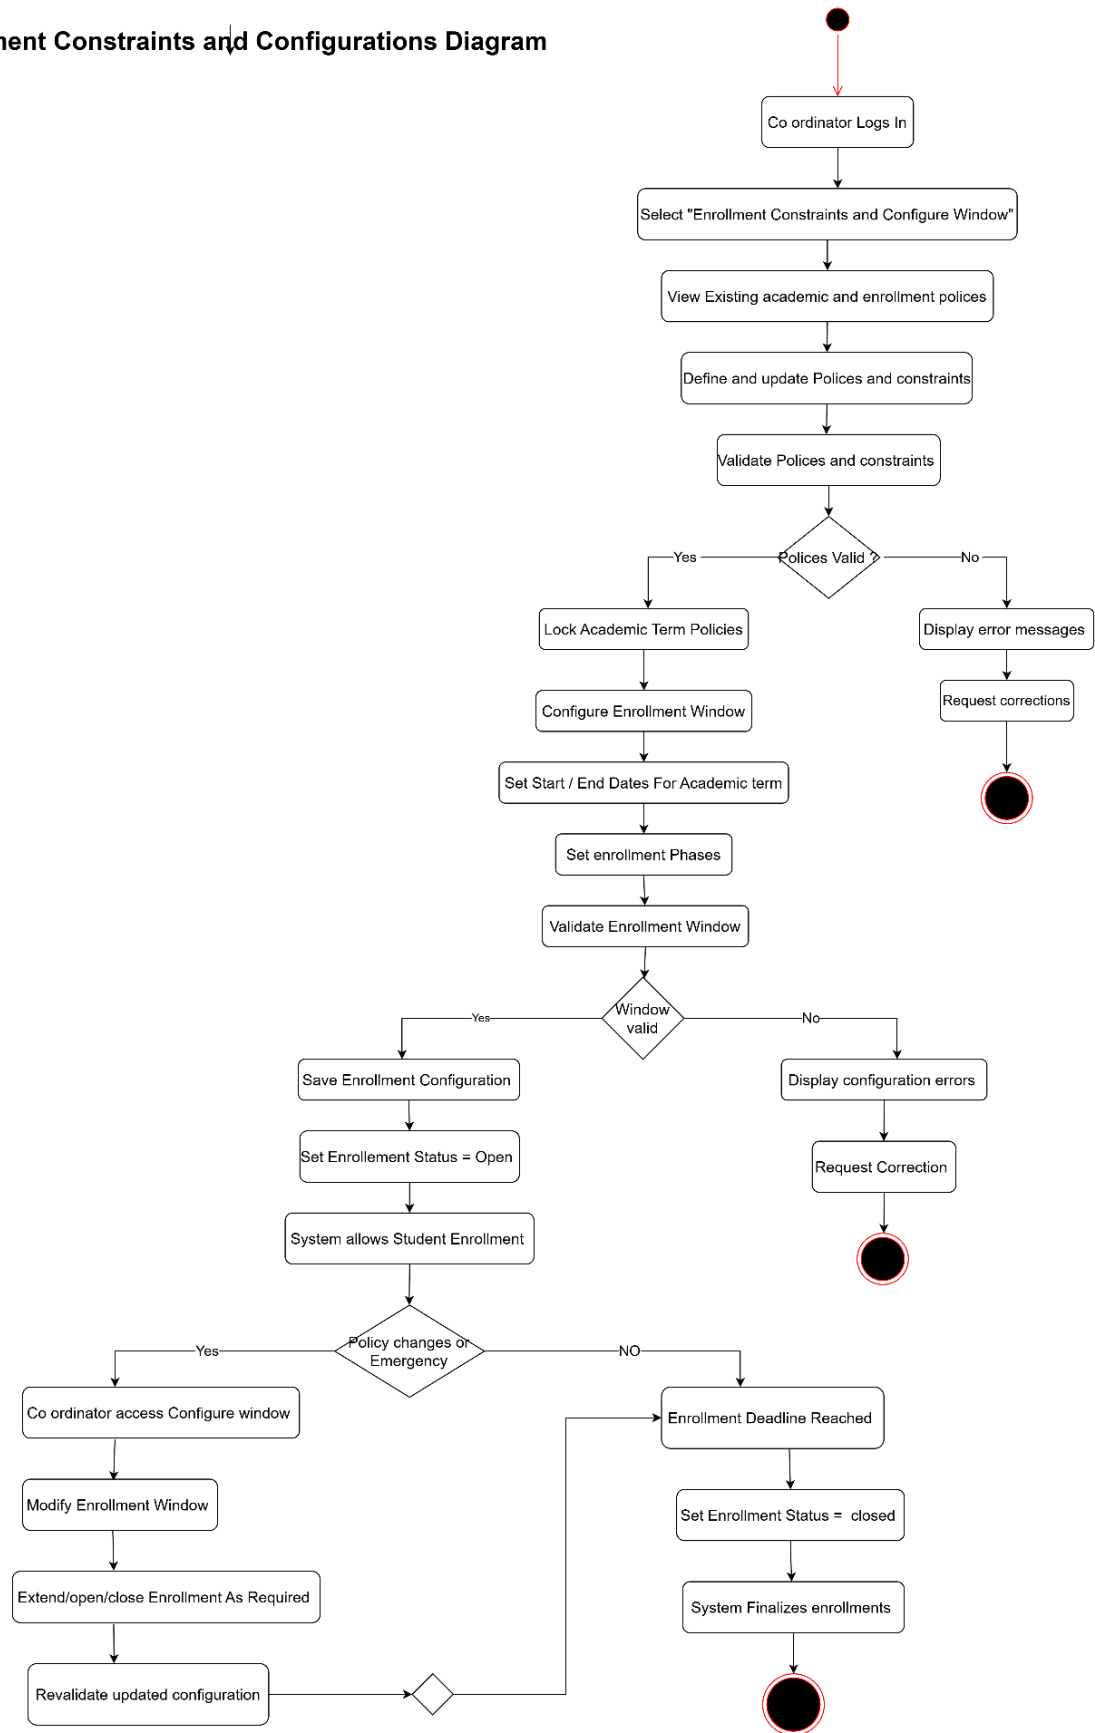 ment Constraints and Configurations Diagram
Co ordinator Logs In
Select "Enrollment Constraints and Configure Window"
View Existing academic and enrollment polices
Define and update Polices and constraints
Validate Polices and constraints
Polices Valid ?
Yes
No
Lock Academic Term Policies
Display error messages
Configure Enrollment Window
Request corrections
Set Start / End Dates For Academic term
Set enrollment Phases
Validate Enrollment Window
Window
valid
Yes
No
Save Enrollment Configuration
Display configuration errors
Set Enrollement Status = Open
Request Correction
System allows Student Enrollment
Policy changes or
Emergency
Yes
NO
Co ordinator access Configure window
Enrollment Deadline Reached
Modify Enrollment Window
Set Enrollment Status =  closed
Extend/open/close Enrollment As Required
System Finalizes enrollments
Revalidate updated configuration